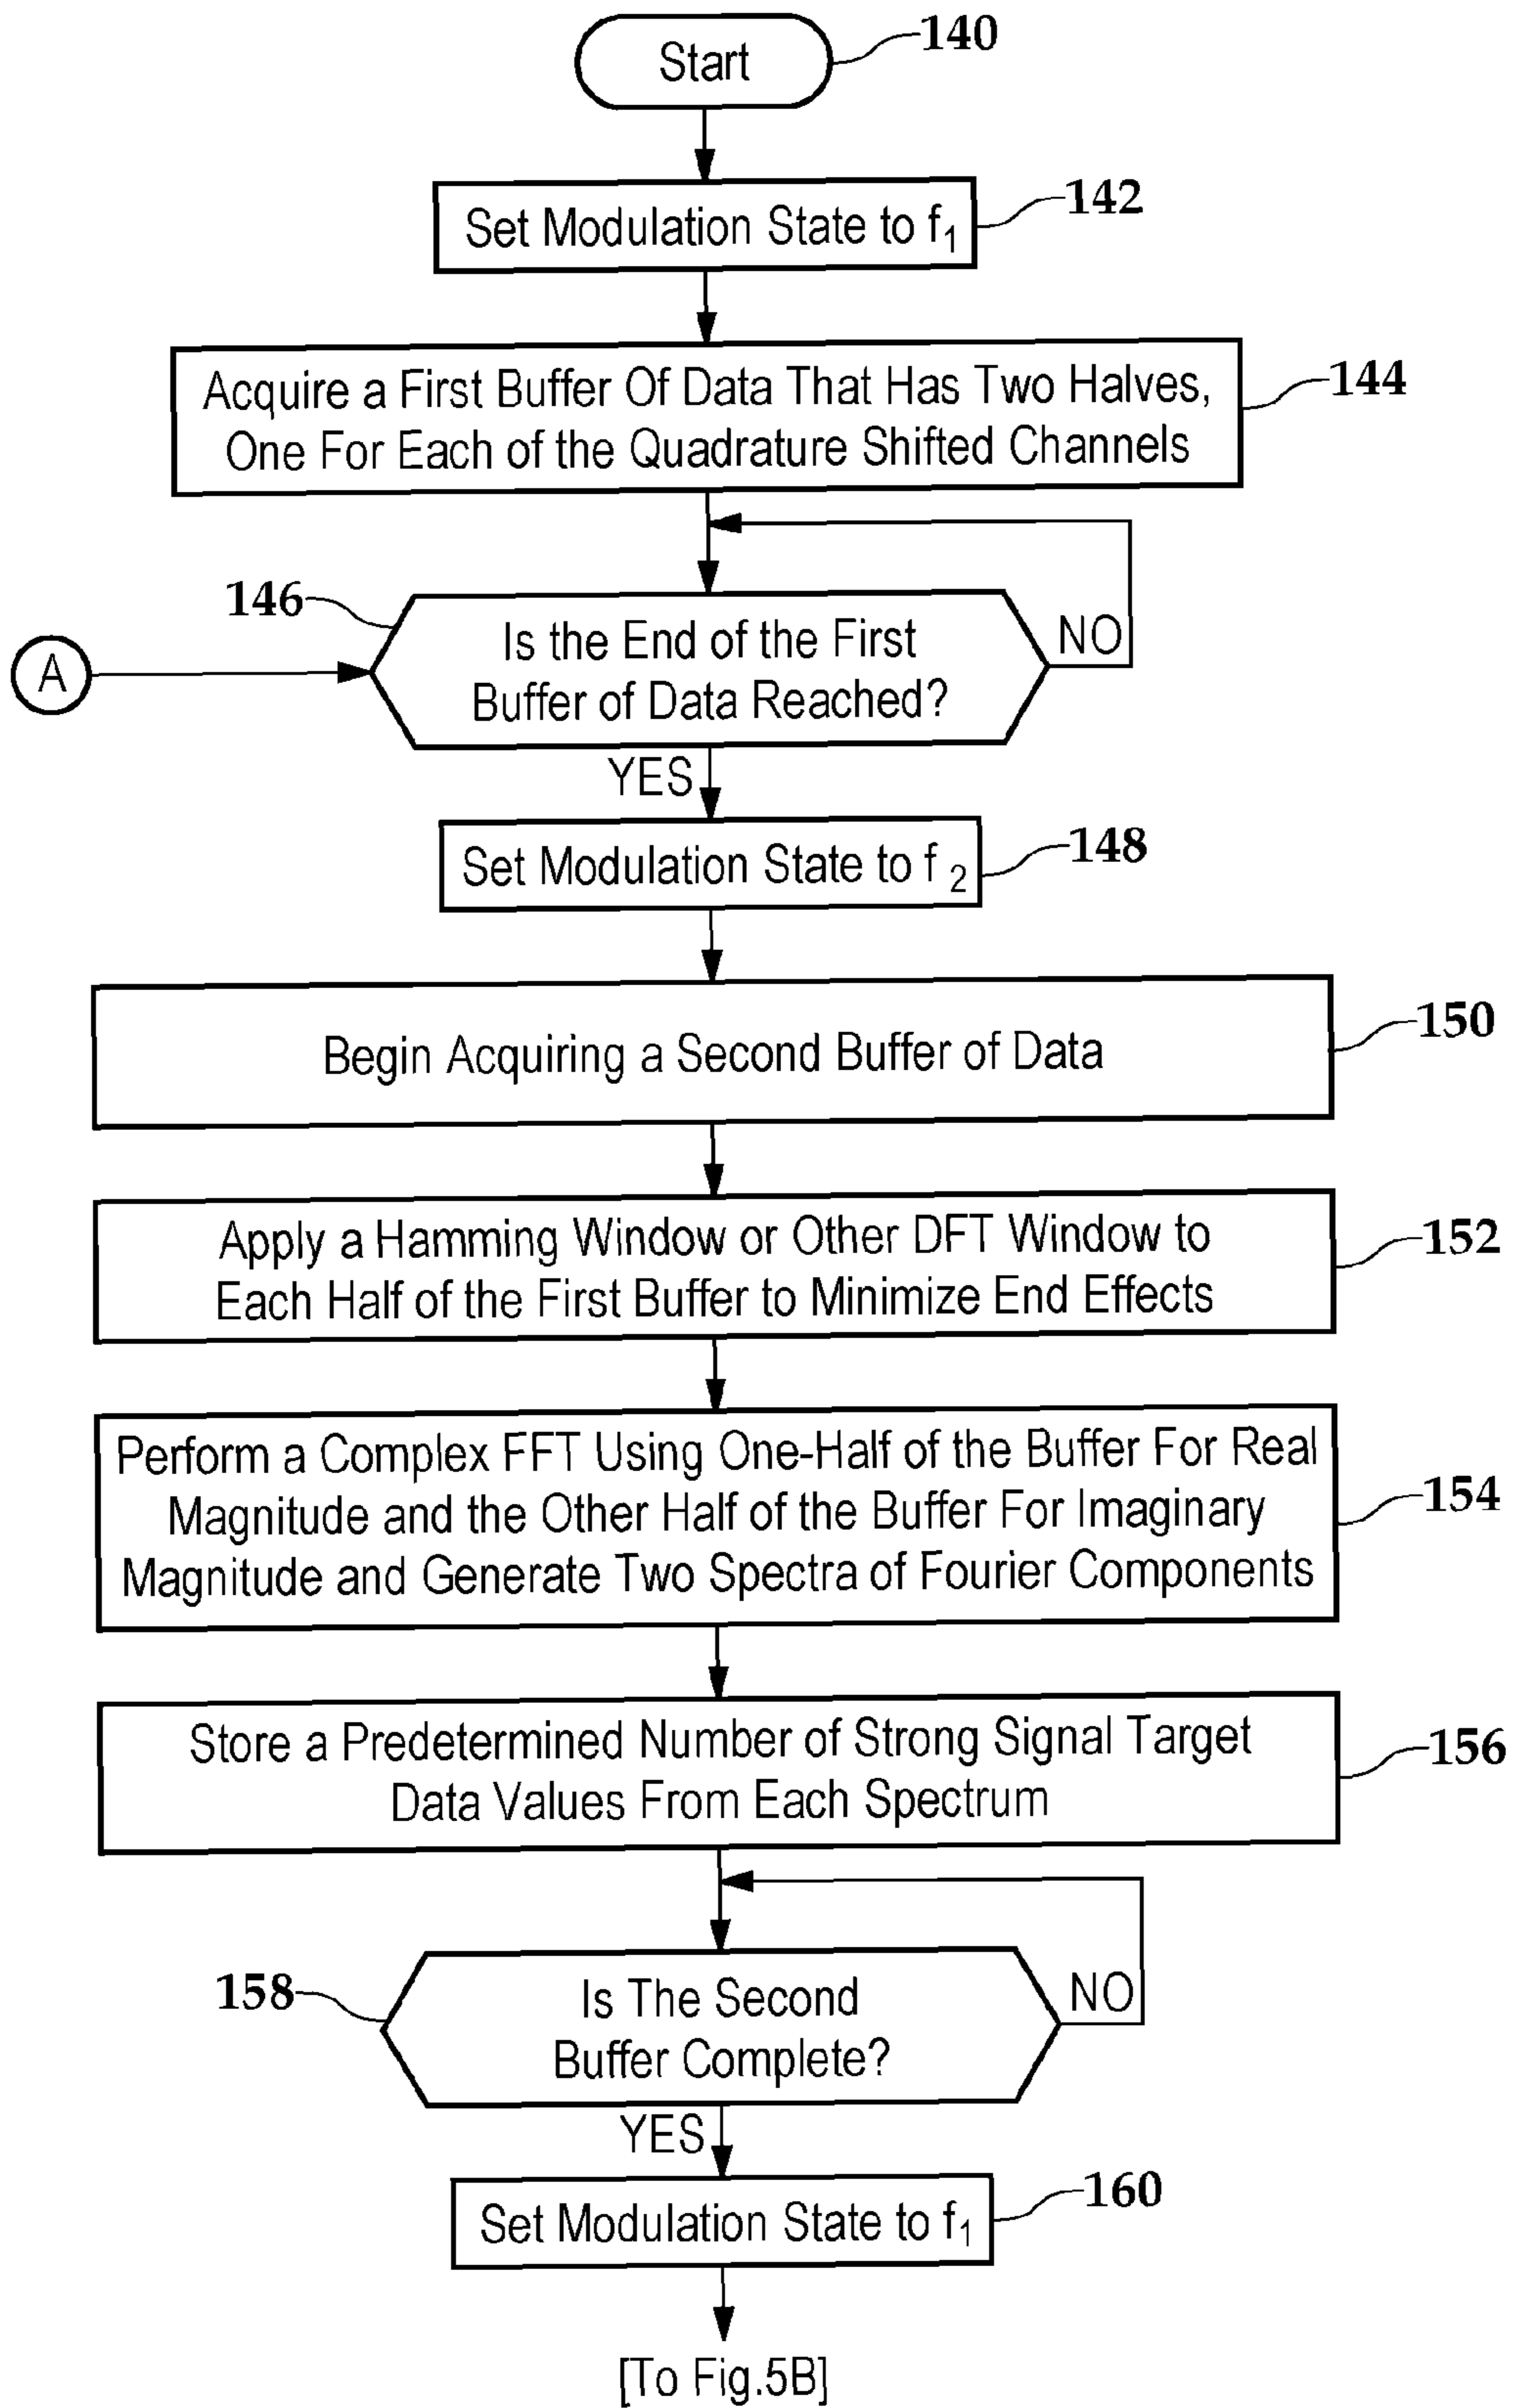 Start
140
Set Modulation State to f₁
142
Acquire a First Buffer Of Data That Has Two Halves,
One For Each of the Quadrature Shifted Channels
144
146
Is the End of the First
Buffer of Data Reached?
NO
A
YES
Set Modulation State to f ₂
148
Begin Acquiring a Second Buffer of Data
150
Apply a Hamming Window or Other DFT Window to
Each Half of the First Buffer to Minimize End Effects
152
Perform a Complex FFT Using One-Half of the Buffer For Real
Magnitude and the Other Half of the Buffer For Imaginary
Magnitude and Generate Two Spectra of Fourier Components
154
Store a Predetermined Number of Strong Signal Target
Data Values From Each Spectrum
156
158
Is The Second
Buffer Complete?
NO
YES
Set Modulation State to f₁
160
[To Fig.5B]